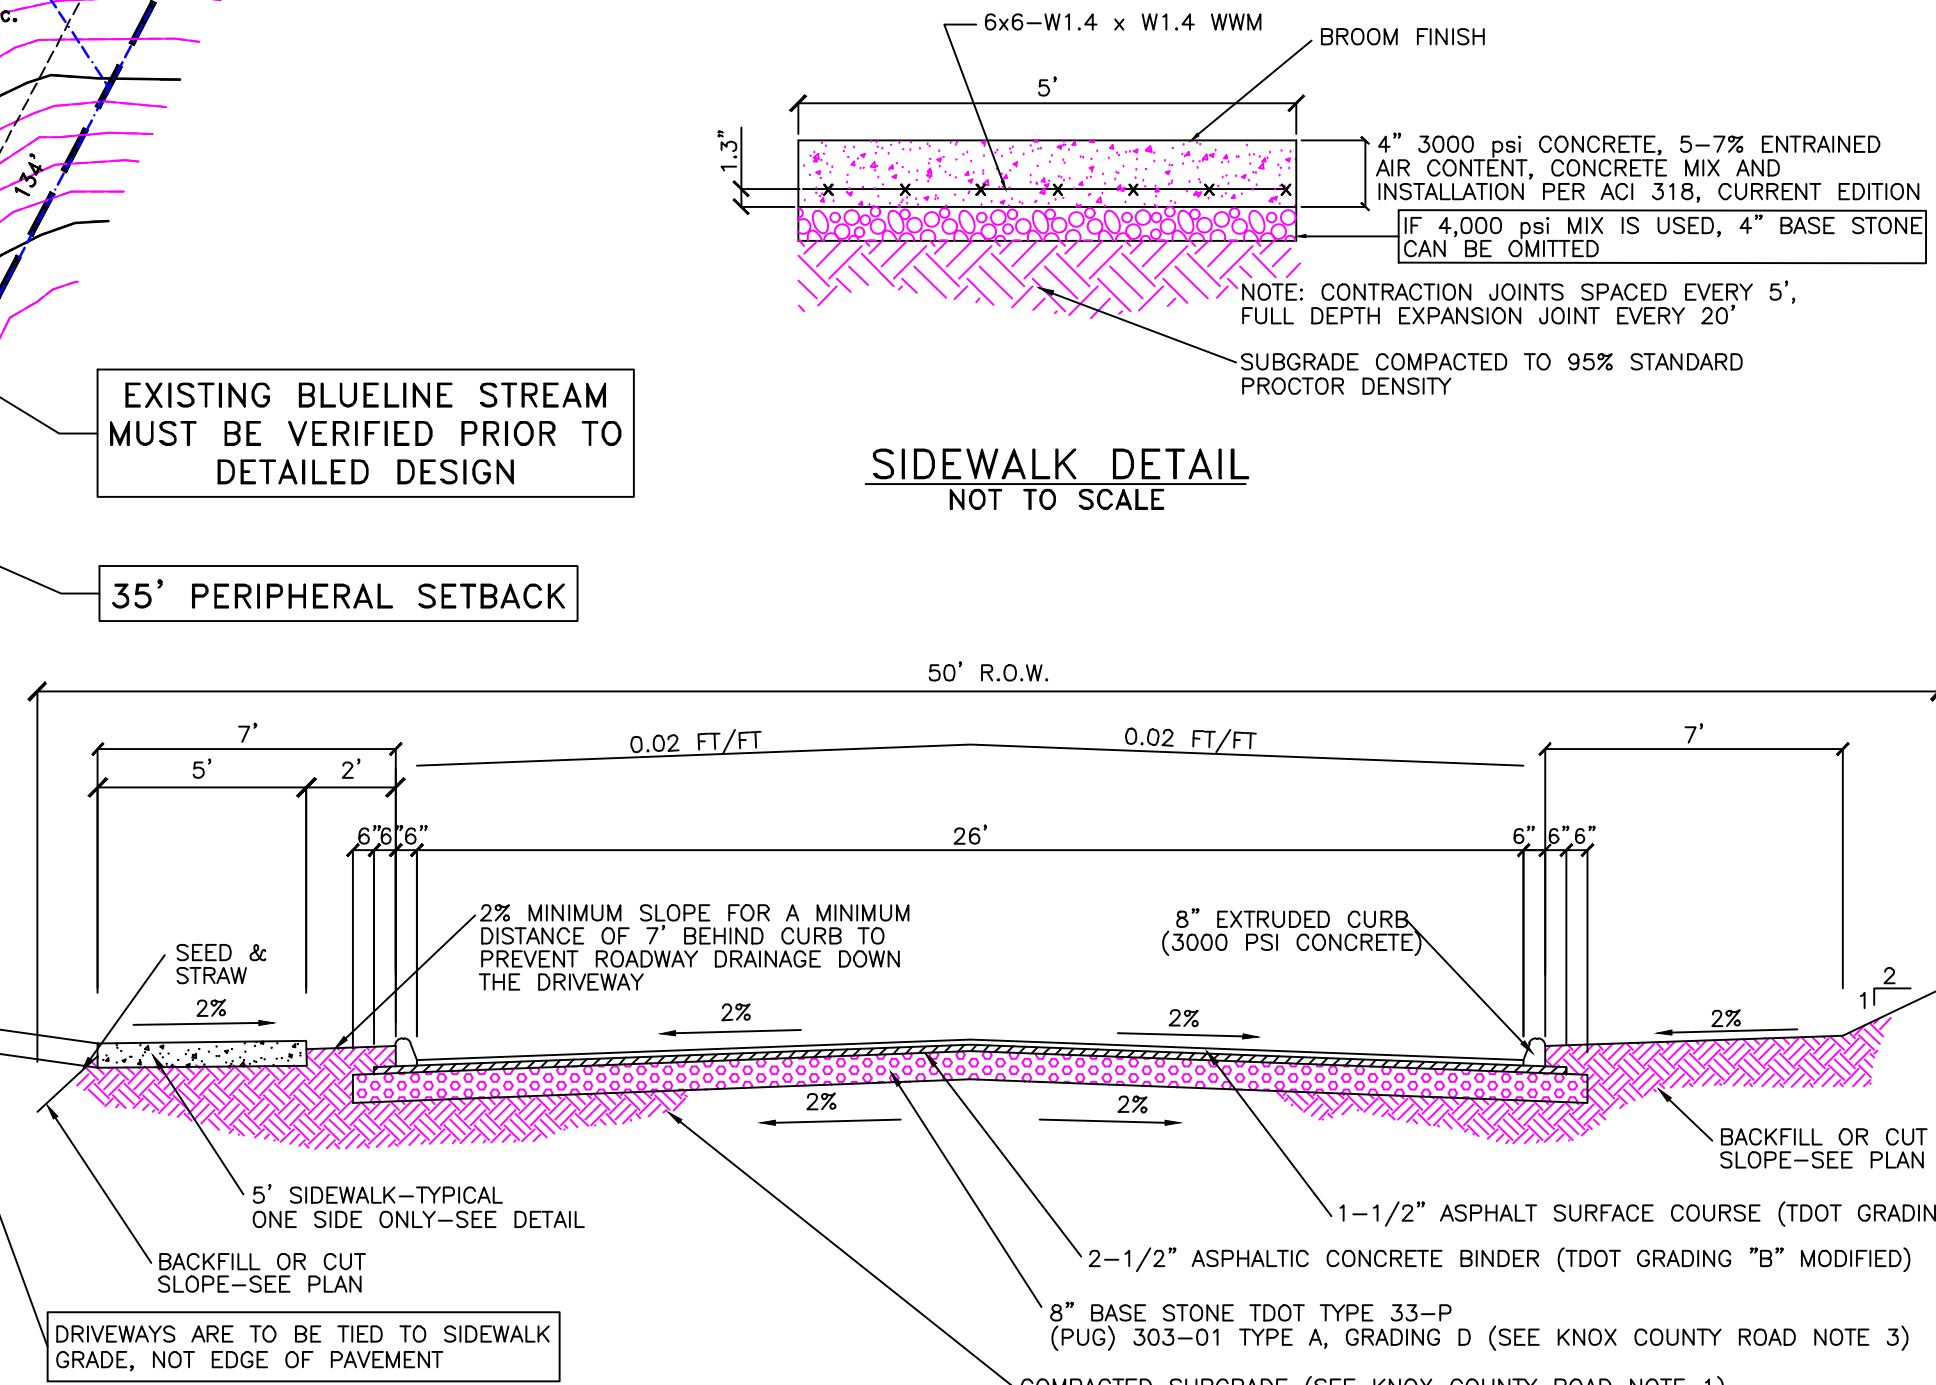 c.
134'
6x6-W1.4 x W1.4 WWM
BROOM FINISH
5'
1.3"
4" 3000 psi CONCRETE, 5-7% ENTRAINED
AIR CONTENT, CONCRETE MIX AND
INSTALLATION PER ACI 318, CURRENT EDITION
IF 4,000 psi MIX IS USED, 4" BASE STONE
CAN BE OMITTED
NOTE: CONTRACTION JOINTS SPACED EVERY 5',
FULL DEPTH EXPANSION JOINT EVERY 20'
SUBGRADE COMPACTED TO 95% STANDARD
PROCTOR DENSITY
SIDEWALK DETAIL
NOT TO SCALE
EXISTING BLUELINE STREAM
MUST BE VERIFIED PRIOR TO
DETAILED DESIGN
35' PERIPHERAL SETBACK
50' R.O.W.
7'
0.02 FT/FT
0.02 FT/FT
7'
5'
2'
6"6"6"
26'
6" 6"6"
2% MINIMUM SLOPE FOR A MINIMUM
DISTANCE OF 7' BEHIND CURB TO
PREVENT ROADWAY DRAINAGE DOWN
THE DRIVEWAY
8" EXTRUDED CURB
(3000 PSI CONCRETE)
SEED &
STRAW
2%
2%
2%
2%
1
2
2%
2%
BACKFILL OR CUT
SLOPE-SEE PLAN
5' SIDEWALK-TYPICAL
ONE SIDE ONLY-SEE DETAIL
1-1/2" ASPHALT SURFACE COURSE (TDOT GRADIN
BACKFILL OR CUT
SLOPE-SEE PLAN
2-1/2" ASPHALTIC CONCRETE BINDER (TDOT GRADING "B" MODIFIED)
8" BASE STONE TDOT TYPE 33-P
(PUG) 303-01 TYPE A, GRADING D (SEE KNOX COUNTY ROAD NOTE 3)
DRIVEWAYS ARE TO BE TIED TO SIDEWALK
GRADE, NOT EDGE OF PAVEMENT
COMPACTED SUBGRADE (SEE KNOX COUNTY ROAD NOTE 1)